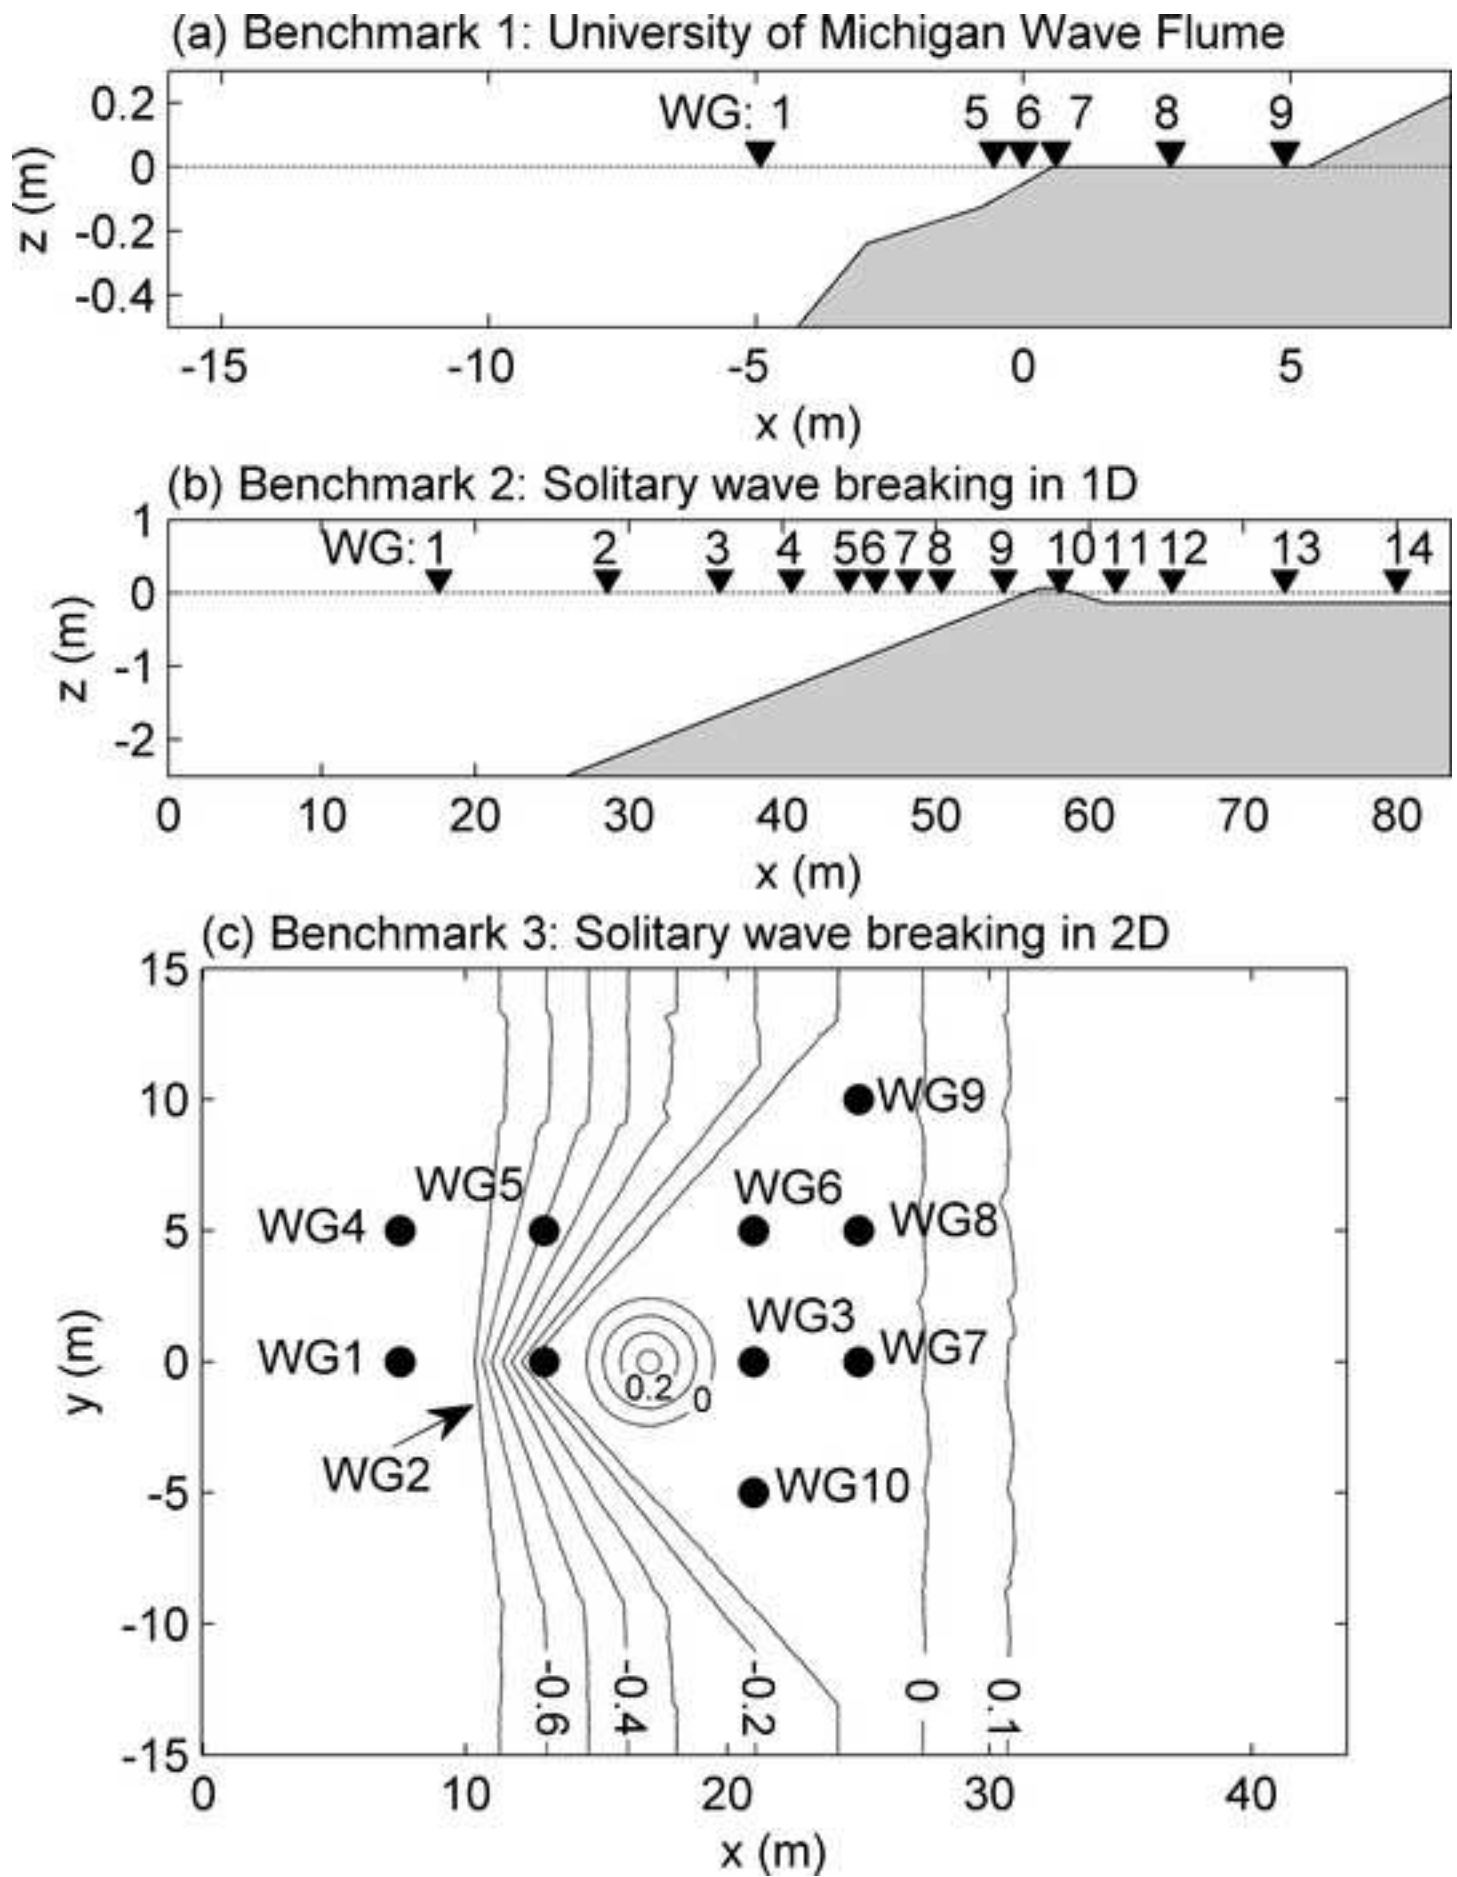 (a) Benchmark 1: University of Michigan Wave Flume
WG: 1 5 6 7 8 9
0.2
0
-0.2
-0.4
z (m)
-15 -10 -5 0 5
x (m)
(b) Benchmark 2: Solitary wave breaking in 1D
WG: 1 2 3 4 5 6 7 8 9 10 11 12 13 14
1
0
-1
-2
z (m)
0 10 20 30 40 50 60 70 80
x (m)
(c) Benchmark 3: Solitary wave breaking in 2D
15
10
5
0
-5
-10
-15
y (m)
WG9
WG5
WG6
WG4
WG8
WG3
WG1
WG7
0.2
0
WG2
WG10
-0.6
-0.4
-0.2
0
0.1
0 10 20 30 40
x (m)